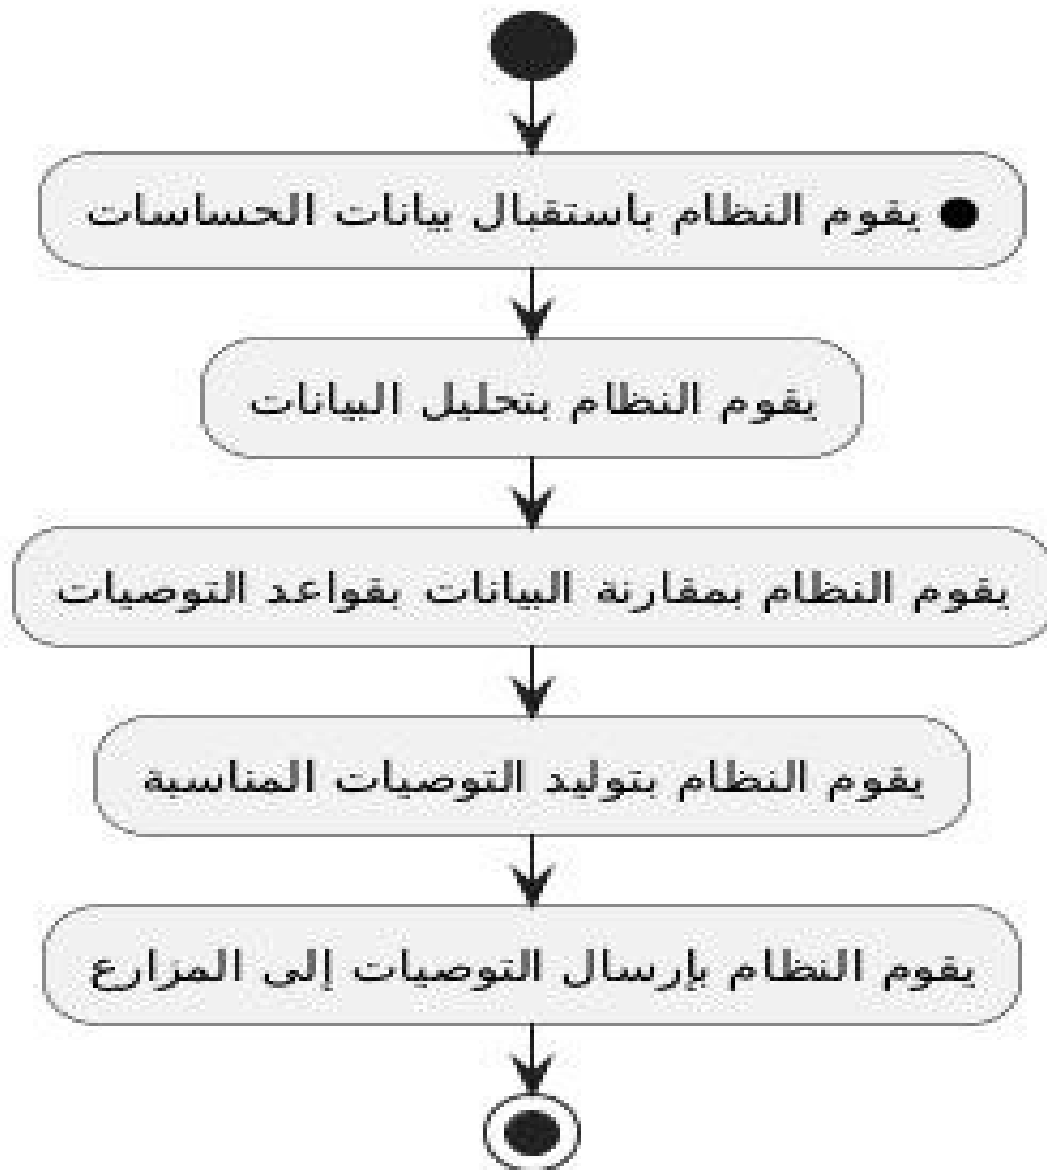 ● يقوم النظام باستقبال بيانات الحساسات
يقوم النظام بتحليل البيانات
يقوم النظام بمقارنة البيانات بقواعد التوصيات
يقوم النظام بتوليد التوصيات المناسبة
يقوم النظام بإرسال التوصيات إلى المزارع